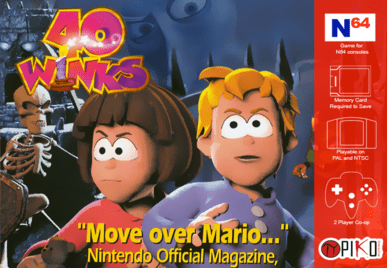 40
WINKS
N64
Game for
N64 consoles
Memory Card
Required to Save
Playable on
PAL and NTSC
2 Player Co-op
"Move over Mario..."
Nintendo Official Magazine,
PIKO